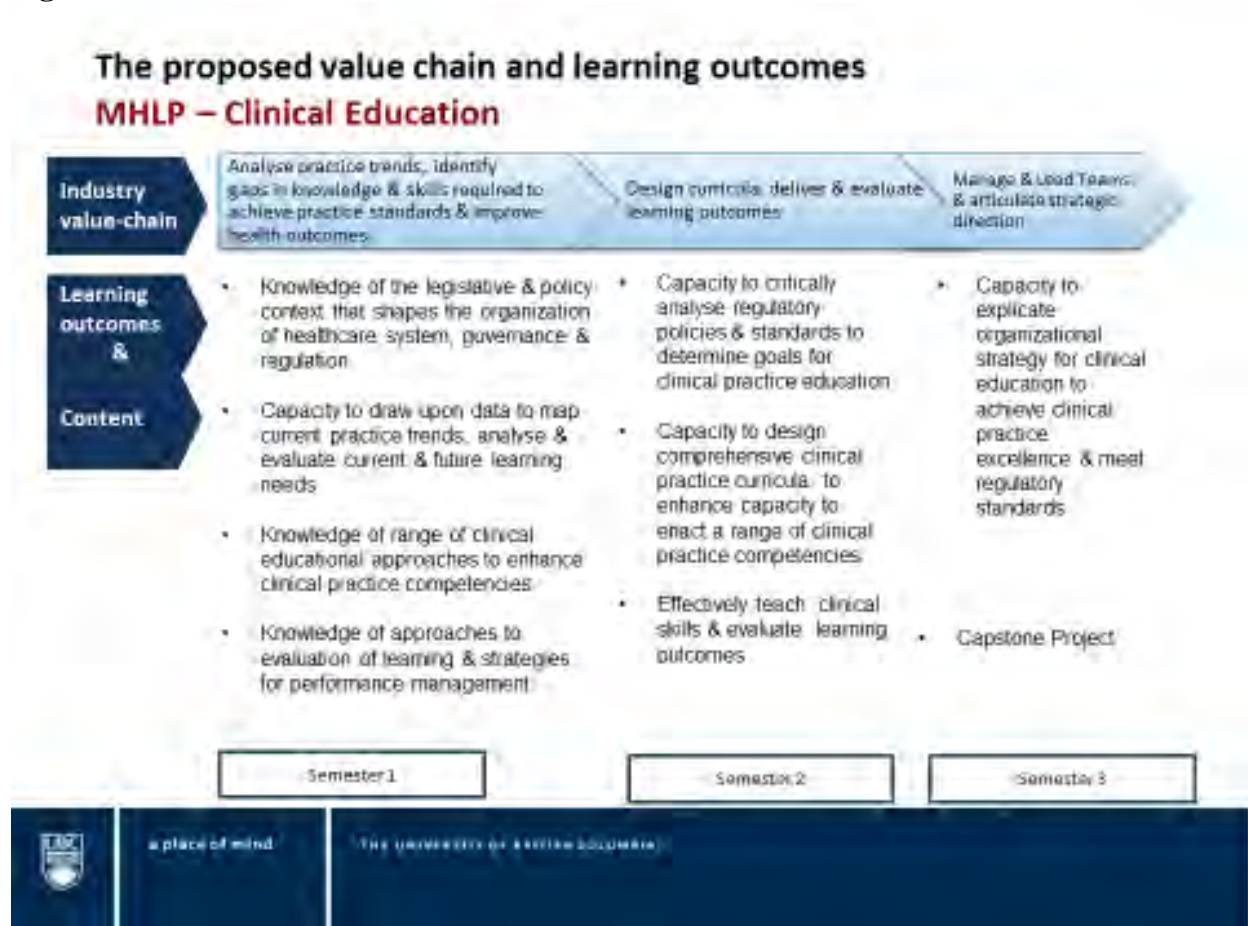 The proposed value chain and learning outcomes
MHLP – Clinical Education
Industry
value-chain
Analyse practice trends, identify
gaps in knowledge & skills required to
achieve practice standards & improve
health outcomes
Design curricula, deliver & evaluate
learning outcomes
Manage & Lead Teams,
& articulate strategic
direction
Learning
outcomes
&
Content
• Knowledge of the legislative & policy
context that shapes the organization
of healthcare system, governance &
regulation
• Capacity to draw upon data to map
current practice trends, analyse &
evaluate current & future learning
needs
• Knowledge of range of clinical
educational approaches to enhance
clinical practice competencies
• Knowledge of approaches to
evaluation of learning & strategies
for performance management
• Capacity to critically
analyse regulatory
policies & standards to
determine goals for
clinical practice education
• Capacity to design
comprehensive clinical
practice curricula to
enhance capacity to
enact a range of clinical
practice competencies
• Effectively teach clinical
skills & evaluate learning
outcomes
• Capacity to
explicate
organizational
strategy for clinical
education to
achieve clinical
practice
excellence & meet
regulatory
standards
• Capstone Project
Semester 1
Semester 2
Semester 3
UBC
a place of mind
THE UNIVERSITY OF BRITISH COLUMBIA